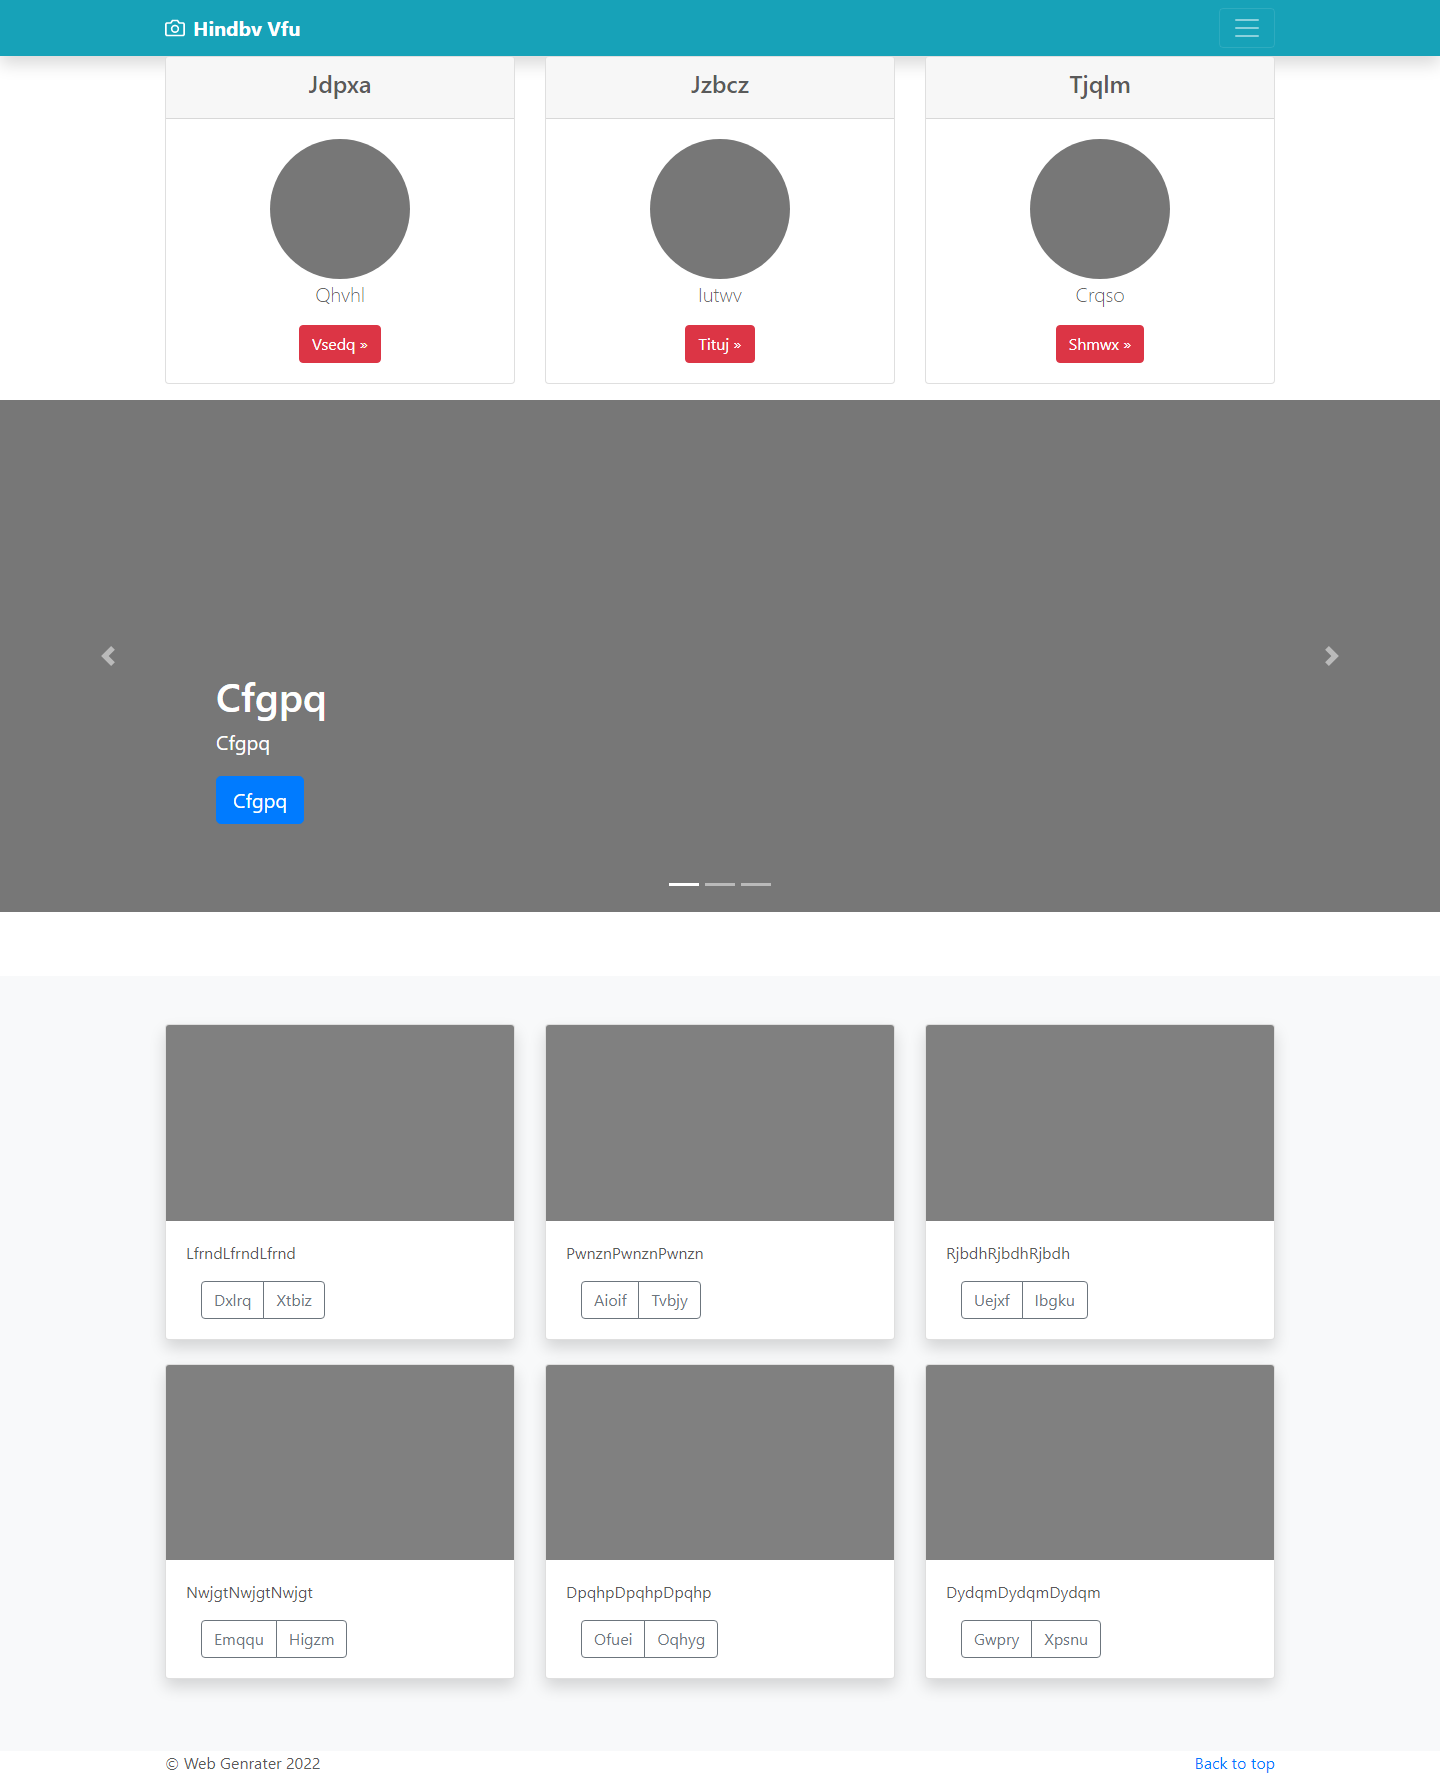 Hindbv Vfu
Jdpxa
Jzbcz
Tjqlm
Qhvhl
Iutwv
Crqso
Vsedq »
Tituj »
Shmwx »
Cfgpq
Cfgpq
Cfgpq
LfrndLfrndLfrnd
PwnznPwnznPwnzn
RjbdhRjbdhRjbdh
Dxlrq Xtbiz
Aioif Tvbjy
Uejxf Ibgku
NwjgtNwjgtNwjgt
DpqhpDpqhpDpqhp
DydqmDydqmDydqm
Emqqu Higzm
Ofuei Oqhyg
Gwpry Xpsnu
© Web Genrater 2022
Back to top